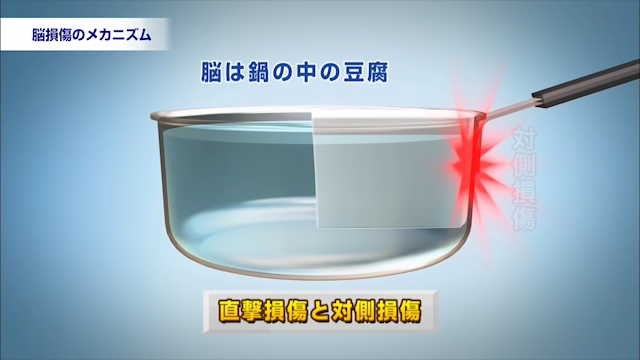 脳損傷のメカニズム
脳は鍋の中の豆腐
対側損傷
直撃損傷と対側損傷